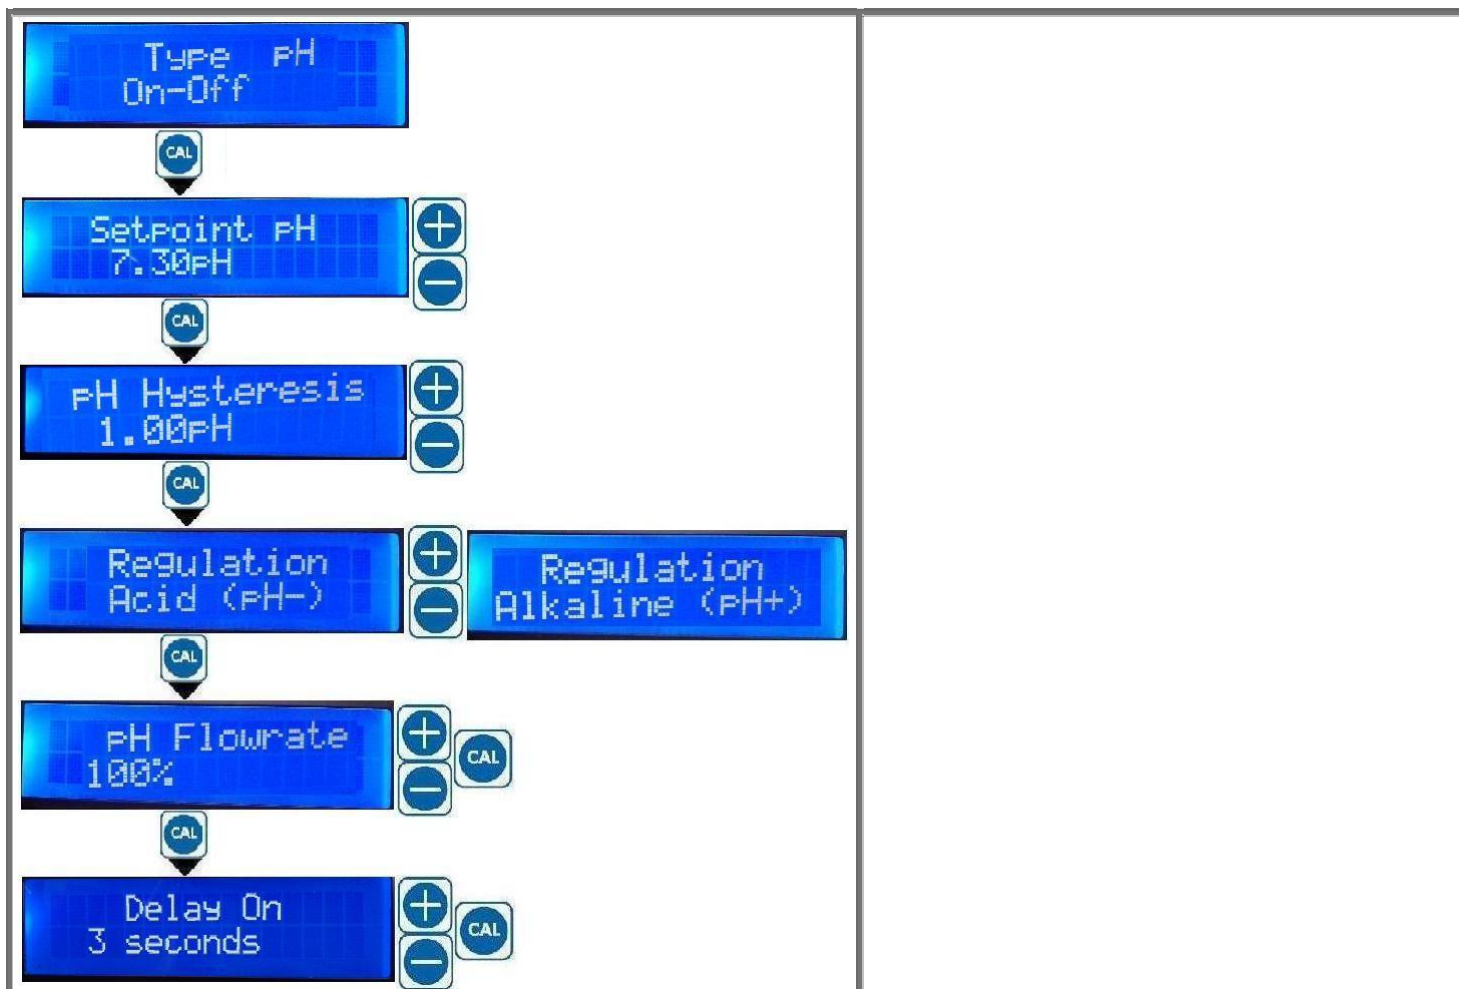 Type pH
On-Off
CAL
Setpoint pH
7.30pH
CAL
pH Hysteresis
1.00pH
CAL
Regulation
Acid (pH-)
Regulation
Alkaline (pH+)
CAL
pH Flowrate
100%
CAL
CAL
Delay On
3 seconds
CAL